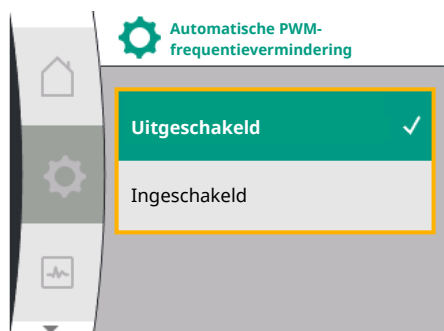 Automatische PWM-
frequentievermindering
Uitgeschakeld
Ingeschakeld